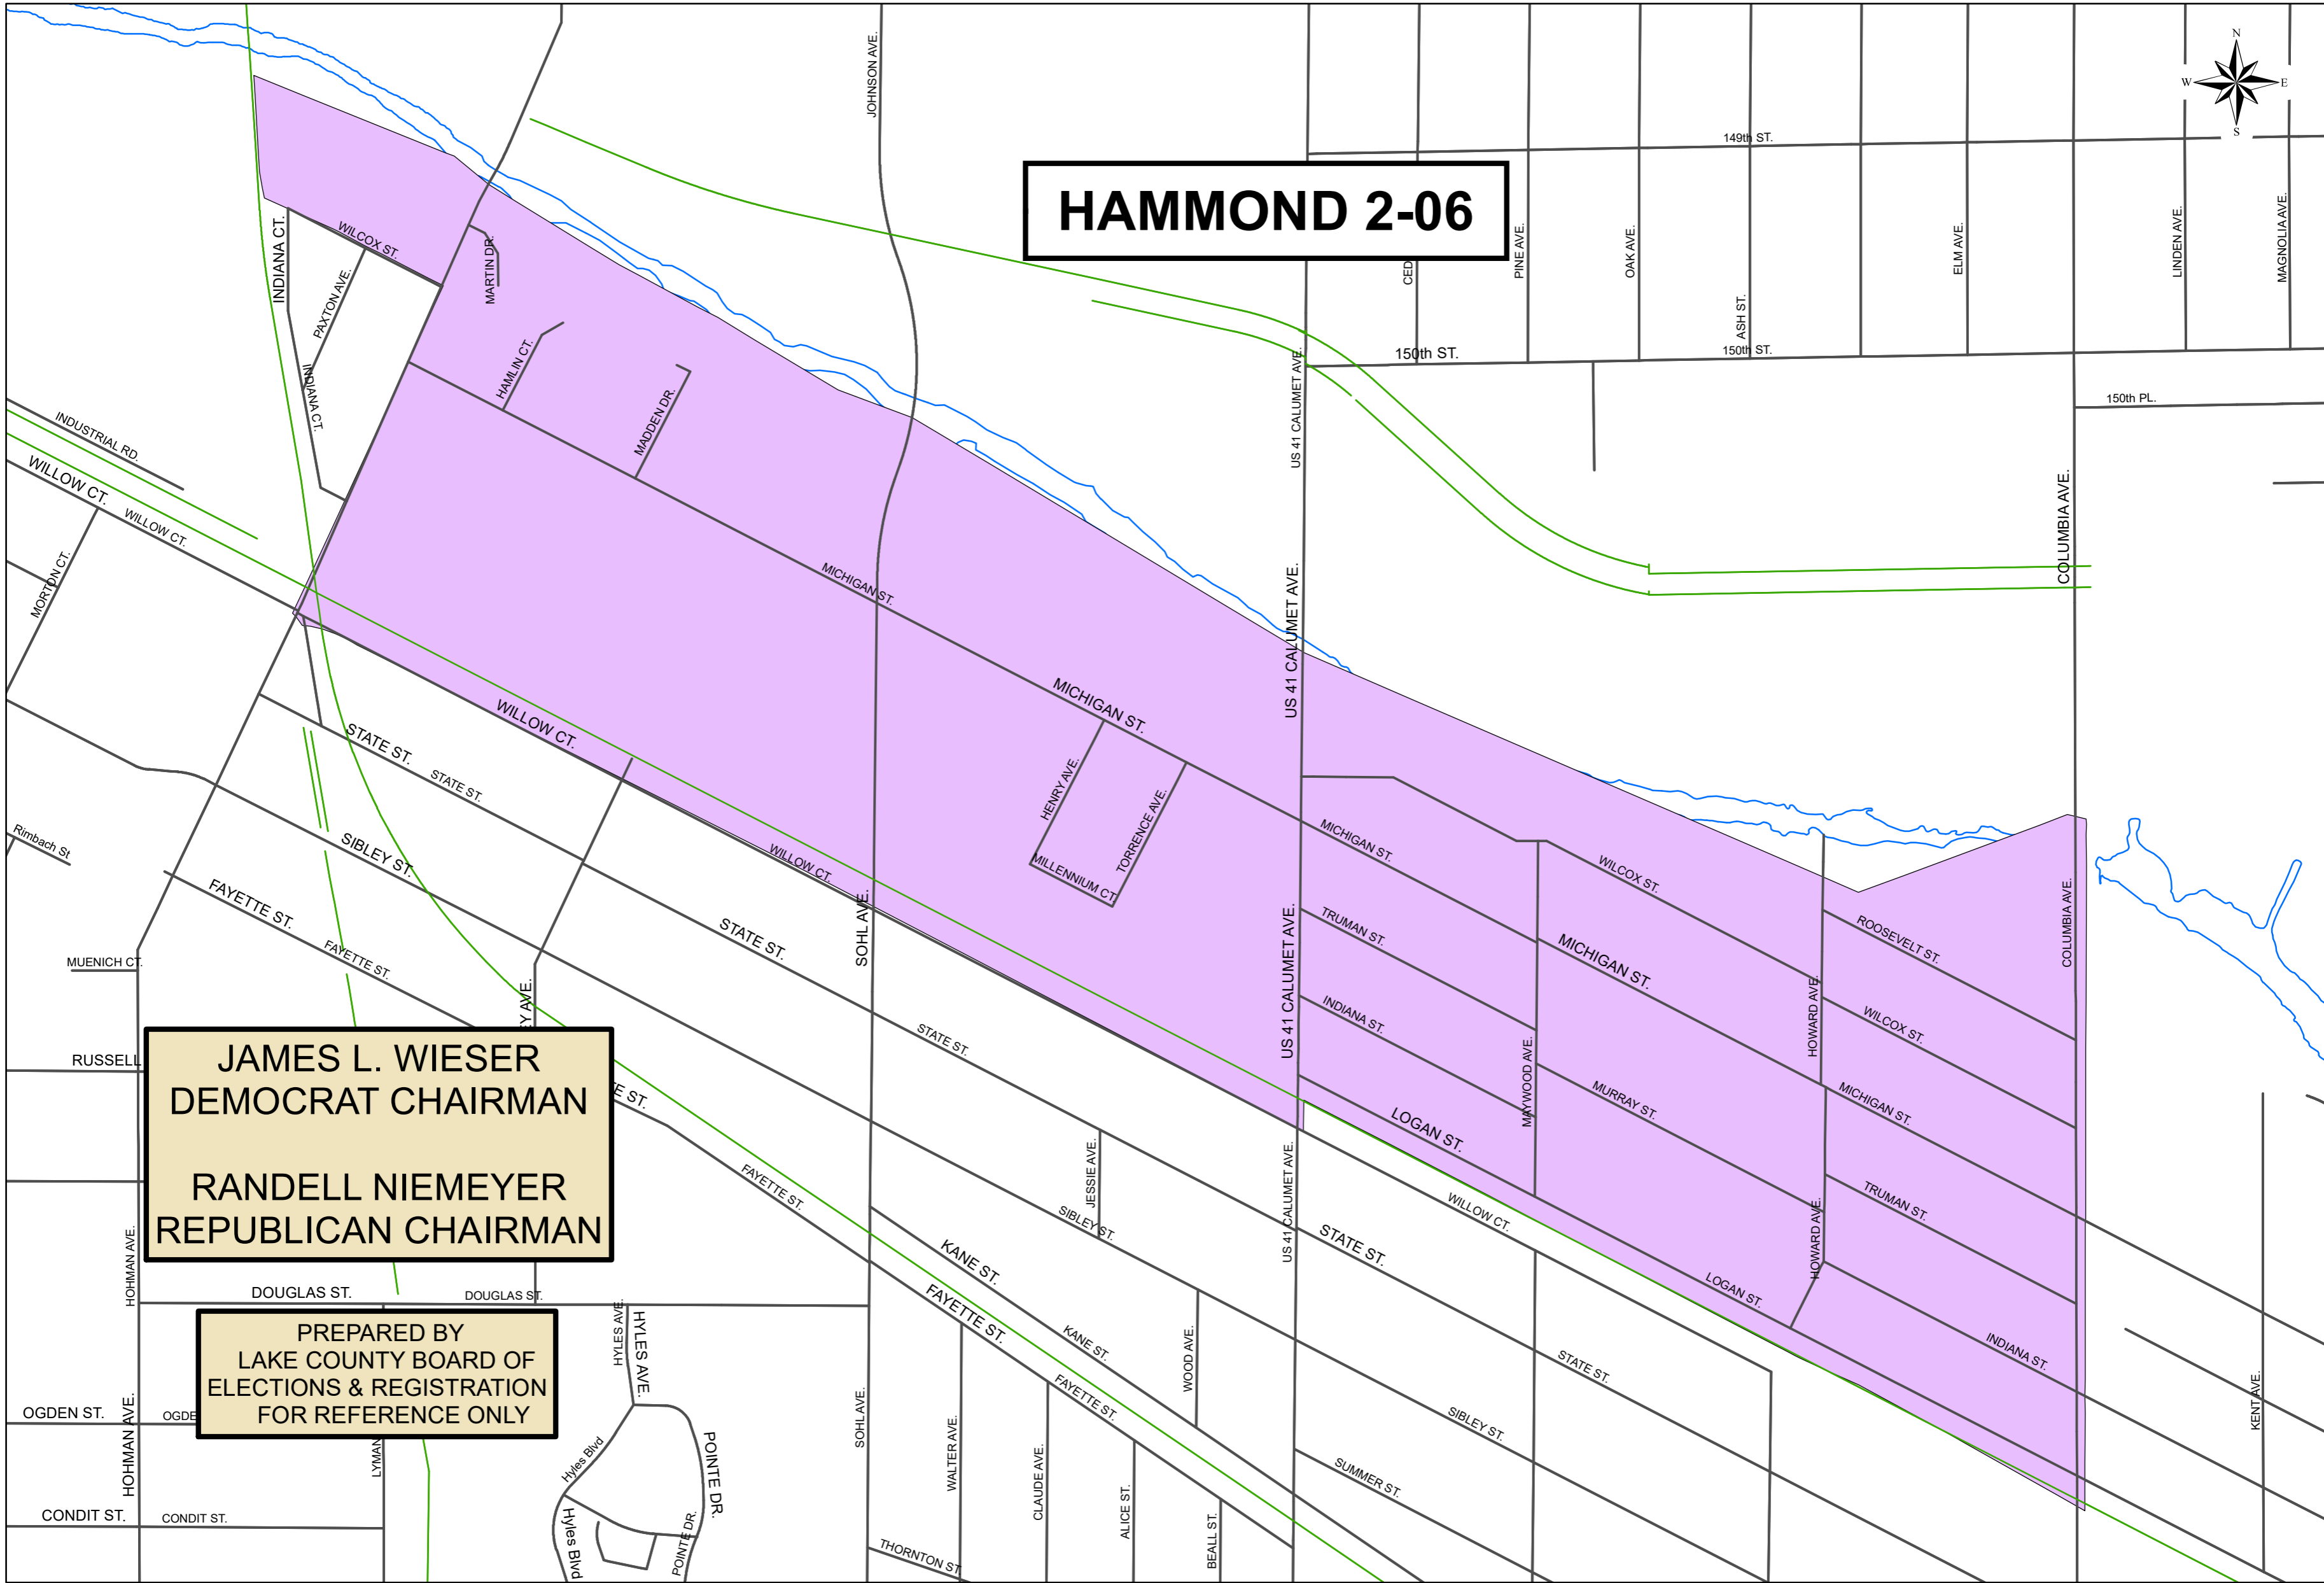 N
W
E
S
JOHNSON AVE.
149th ST.
HAMMOND 2-06
INDIANA CT.
WILCOX ST.
MARTIN DR.
PAXTON AVE.
PINE AVE.
OAK AVE.
ELM AVE.
LINDEN AVE.
MAGNOLIA AVE.
ASH ST.
150th ST.
150th ST.
US 41 CALUMET AVE.
HAMLIN CT.
INDIANA CT.
MADDEN DR.
150th PL.
INDUSTRIAL RD.
WILLOW CT.
WILLOW CT.
COLUMBIA AVE.
MORTON CT.
MICHIGAN ST.
US 41 CALUMET AVE.
MICHIGAN ST.
WILLOW CT.
STATE ST.
STATE ST.
HENRY AVE.
TORRENCE AVE.
MILLENNIUM CT.
MICHIGAN ST.
WILCOX ST.
Rimbach St
SIBLEY ST.
WILLOW CT.
SOHL AVE.
FAYETTE ST.
FAYETTE ST.
STATE ST.
TRUMAN ST.
MICHIGAN ST.
ROOSEVELT ST.
COLUMBIA AVE.
MUENICH CT.
US 41 CALUMET AVE.
INDIANA ST.
HOWARD AVE.
WILCOX ST.
STATE ST.
EY AVE.
RUSSELL
JAMES L. WIESER
DEMOCRAT CHAIRMAN
RANDELL NIEMEYER
REPUBLICAN CHAIRMAN
TE ST.
MAYWOOD AVE.
MURRAY ST.
MICHIGAN ST.
LOGAN ST.
JESSIE AVE.
US 41 CALUMET AVE.
FAYETTE ST.
SIBLEY ST.
WILLOW CT.
TRUMAN ST.
HOWARD AVE.
HOHMAN AVE.
KANE ST.
STATE ST.
LOGAN ST.
DOUGLAS ST.
DOUGLAS ST.
FAYETTE ST.
HYLES AVE.
HYLES AVE.
PREPARED BY
LAKE COUNTY BOARD OF
ELECTIONS & REGISTRATION
FOR REFERENCE ONLY
KANE ST.
WOOD AVE.
STATE ST.
INDIANA ST.
KENT AVE.
OGDEN ST.
OGDE
HOHMAN AVE.
LYMAN
FAYETTE ST.
SIBLEY ST.
SOHL AVE.
WALTER AVE.
CLAUDE AVE.
Hyles Blvd
POINTE DR.
SUMMER ST.
CONDIT ST.
CONDIT ST.
ALICE ST.
BEALL ST.
Hyles Blvd
POINTE DR.
THORNTON ST
CED